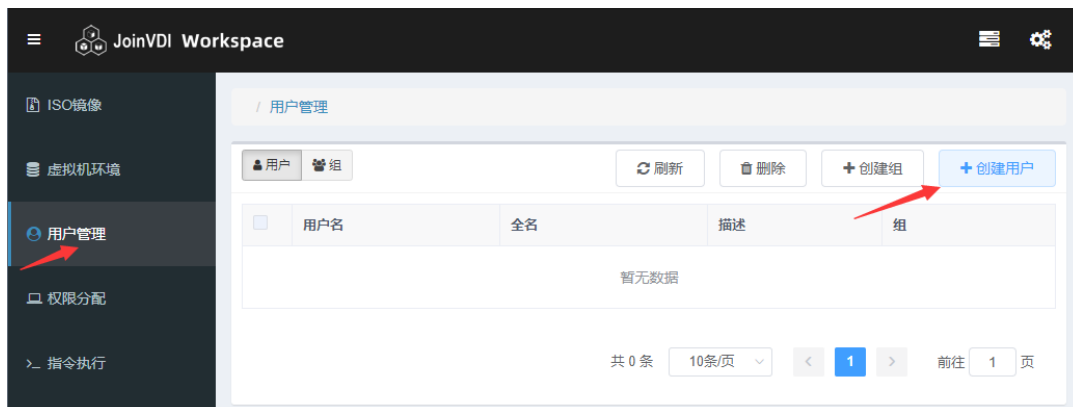 JoinVDI Workspace
ISO镜像
虚拟机环境
用户管理
权限分配
>_ 指令执行
/ 用户管理
用户 组 刷新 删除 + 创建组 + 创建用户
用户名 全名 描述 组
暂无数据
共 0 条 10条/页 < 1 > 前往 1 页